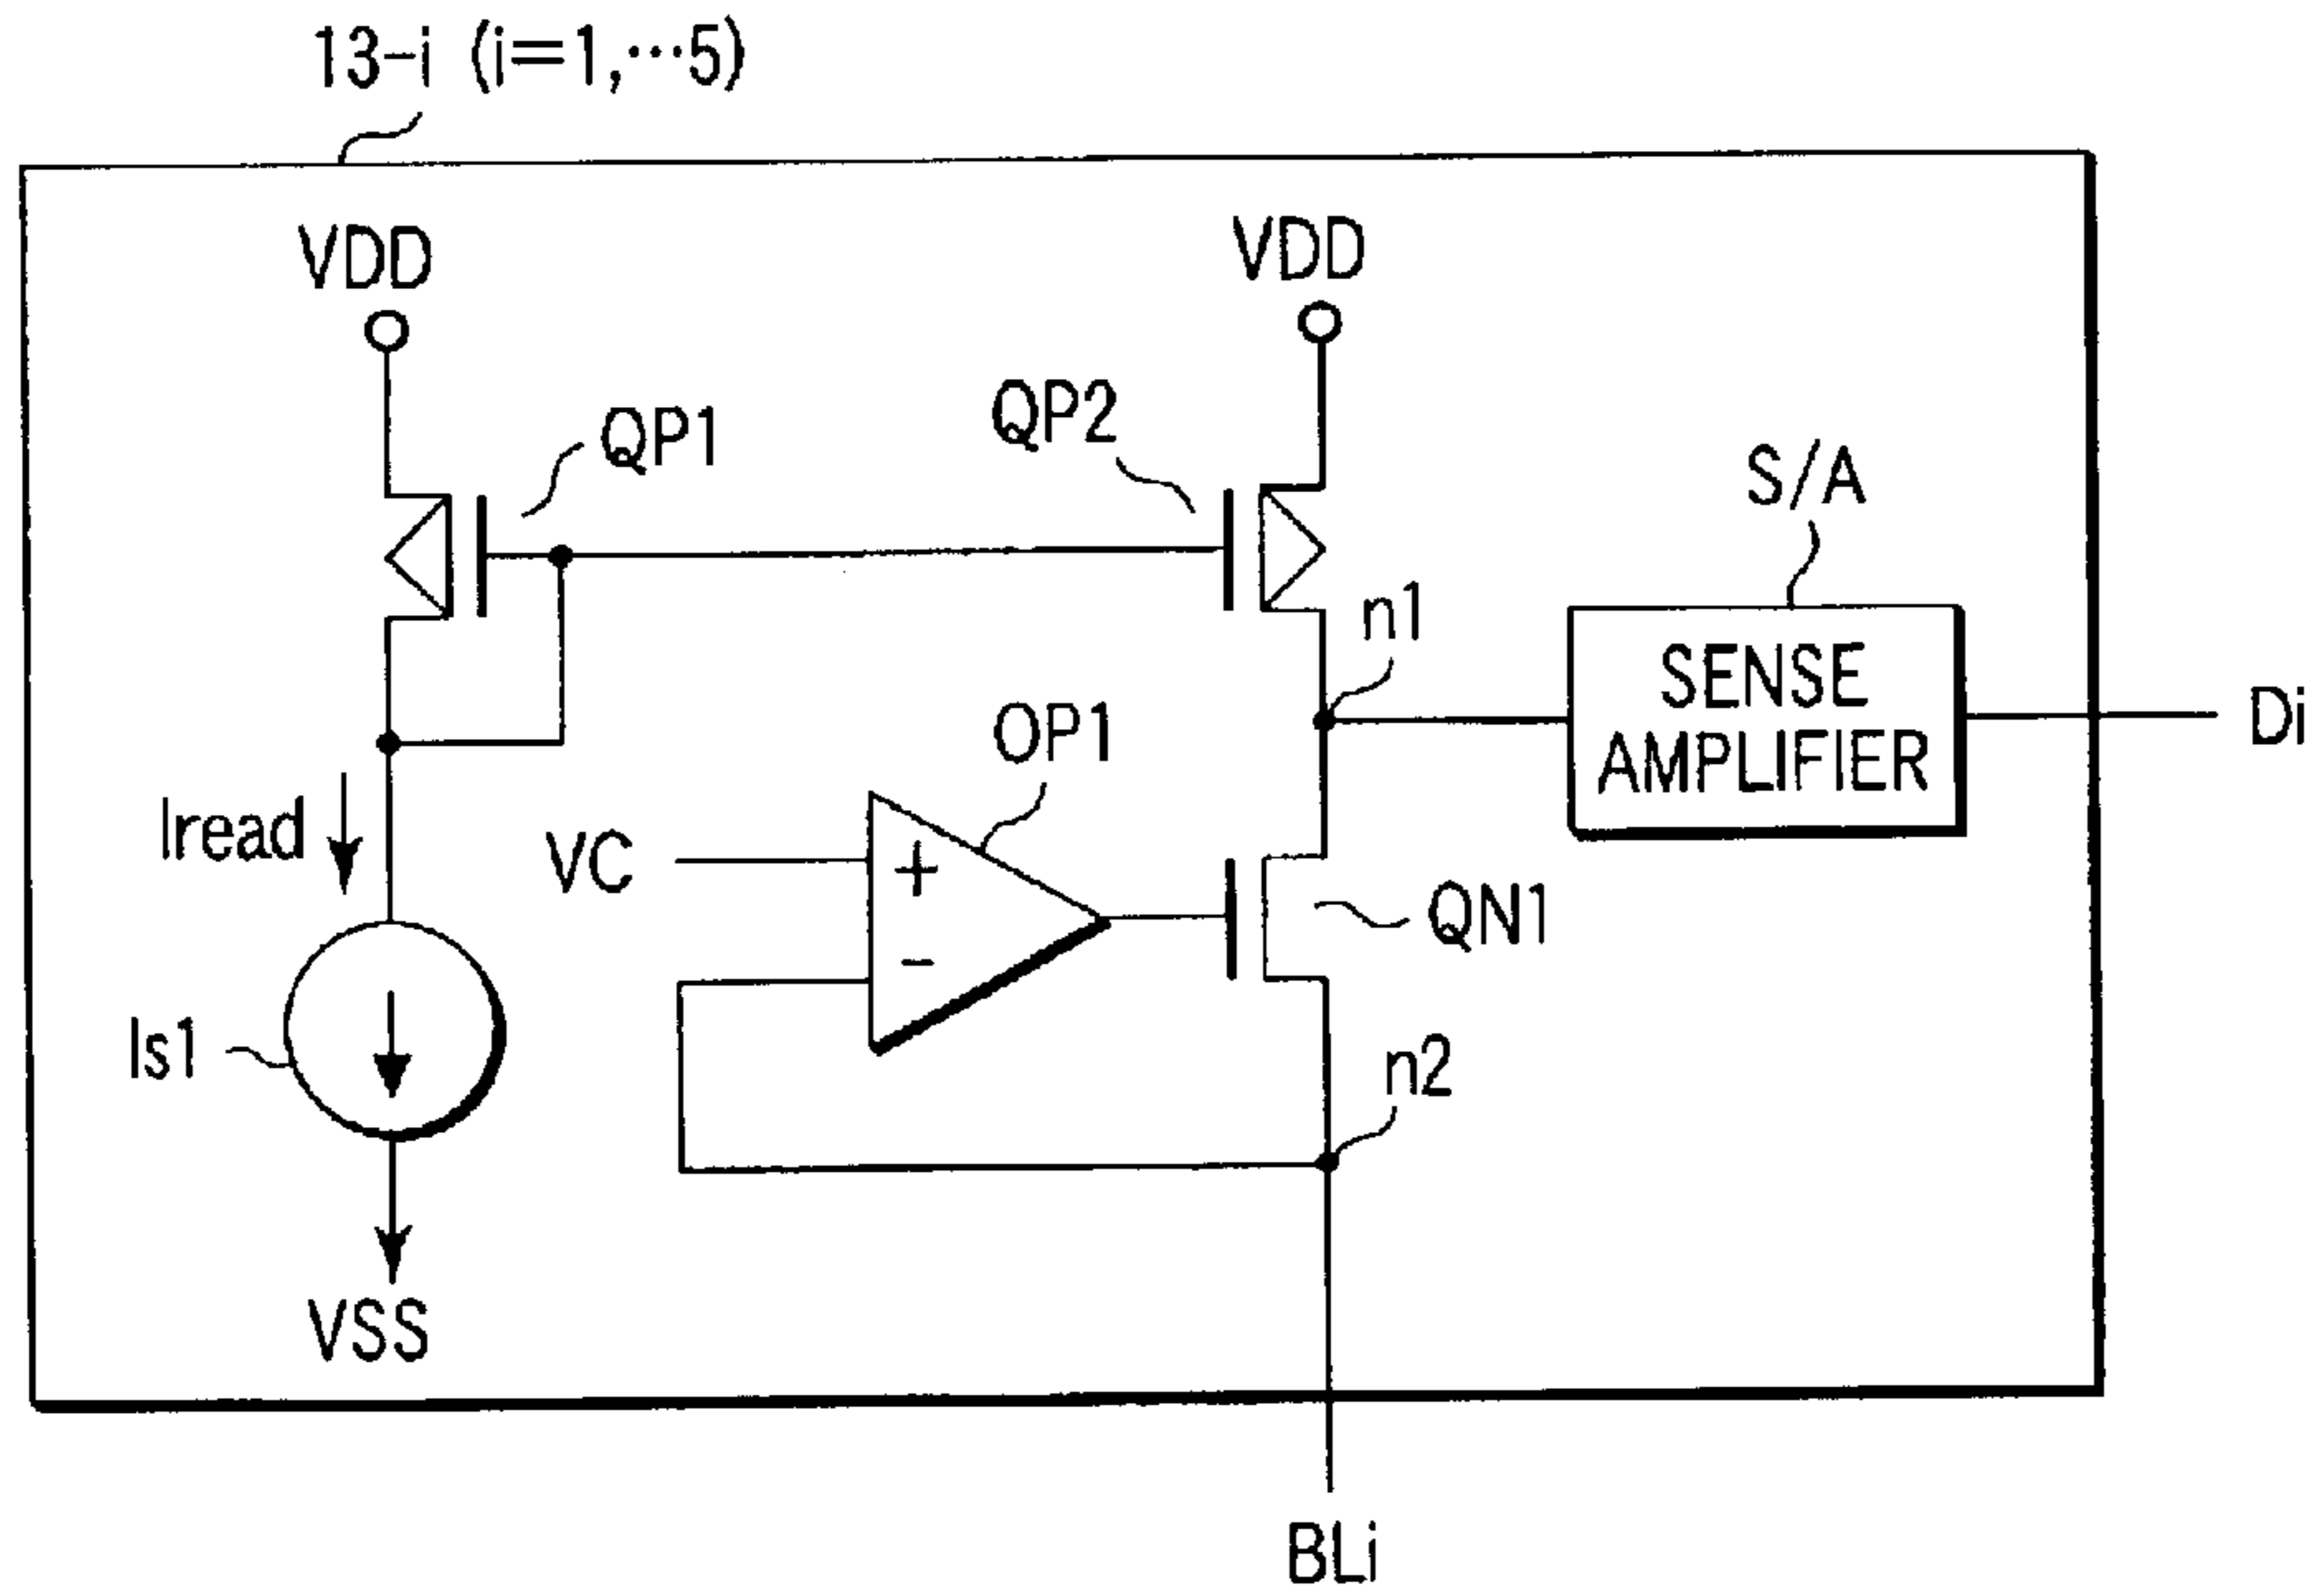 13-i (i=1,···5)
VDD
VDD
QP1
QP2
S/A
n1
SENSE
AMPLIFIER
Di
OP1
Iread
VC
+
-
QN1
Is1
n2
VSS
BLi